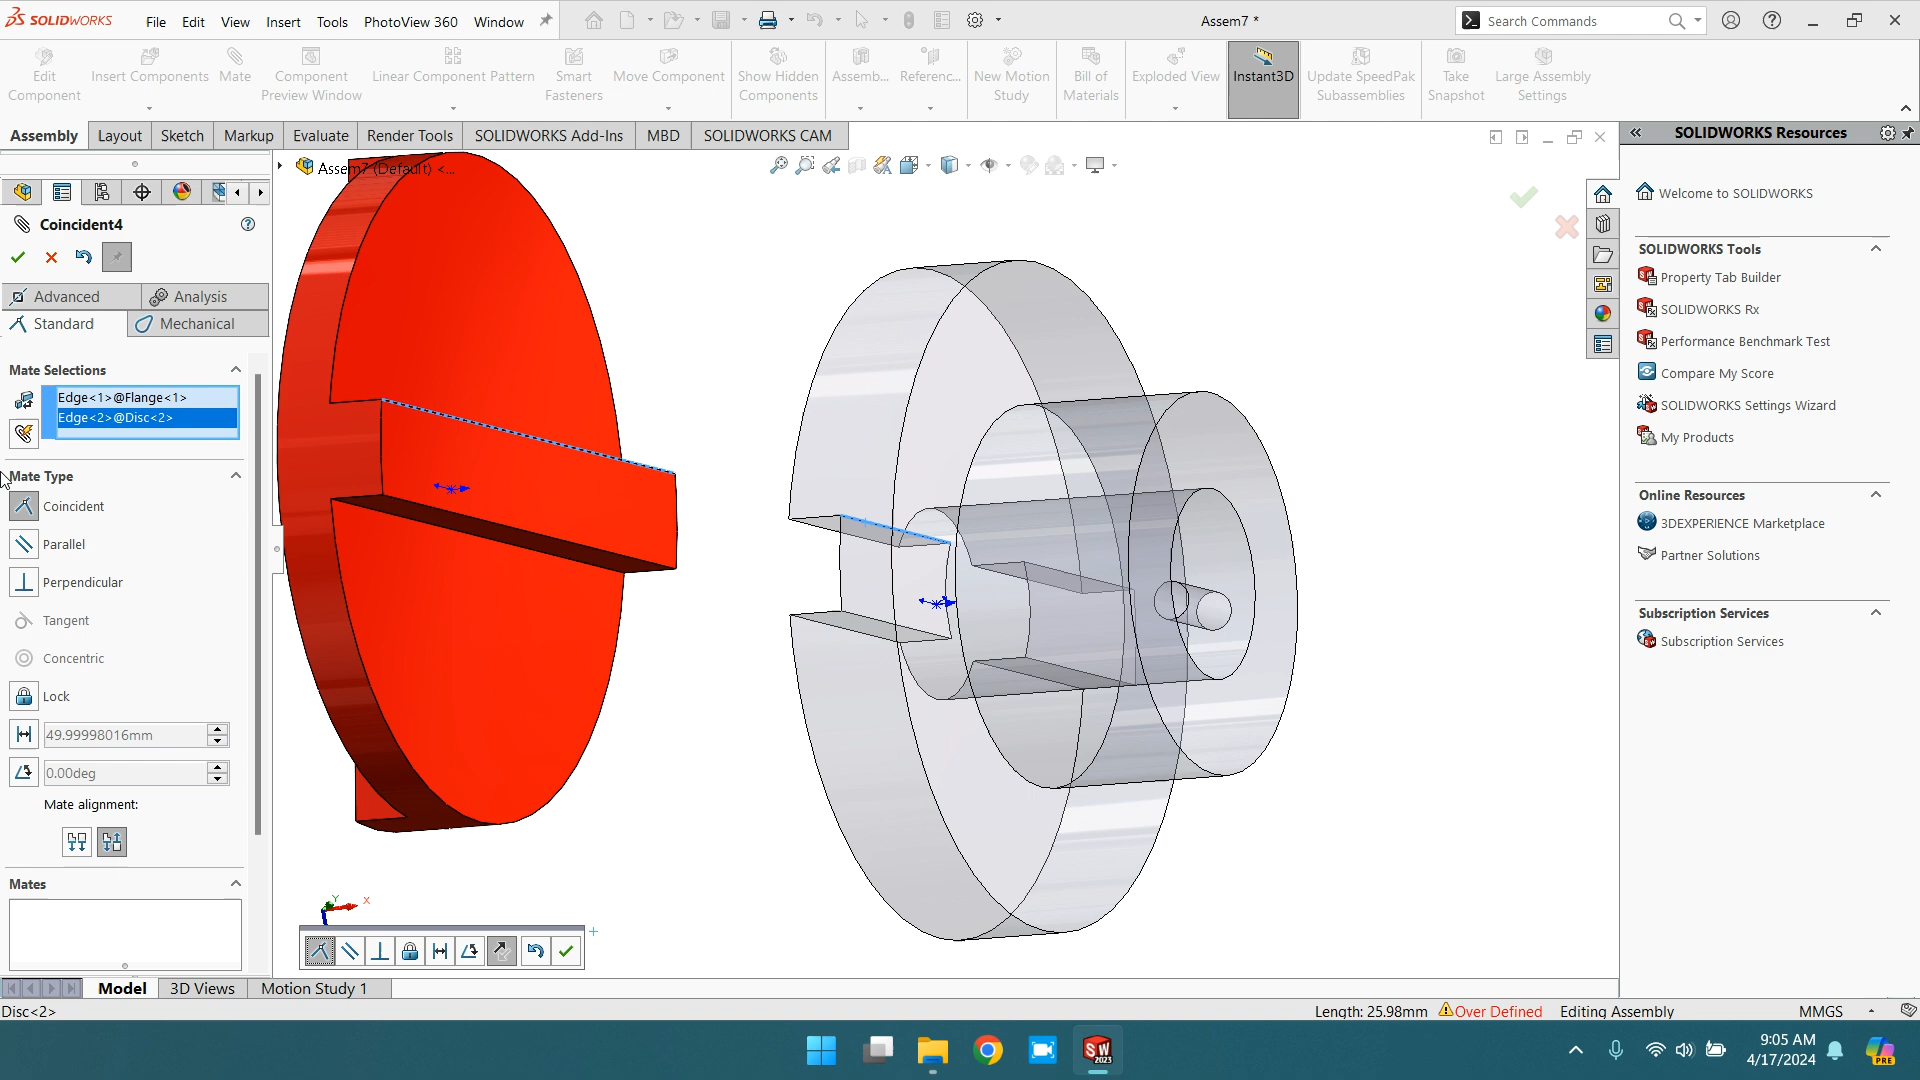 SOLIDWORKS File Edit View Insert Tools PhotoView 360 Window Assem7 * Search Commands
Edit Component
Insert Components
Mate
Component Preview Window
Linear Component Pattern
Smart Fasteners
Move Component
Show Hidden Components
Assemb...
Referenc...
New Motion Study
Bill of Materials
Exploded View
Instant3D
Update SpeedPak Subassemblies
Take Snapshot
Large Assembly Settings
Assembly Layout Sketch Markup Evaluate Render Tools SOLIDWORKS Add-Ins MBD SOLIDWORKS CAM
Assem7 (Default) <...
Coincident4
Advanced Analysis
Standard Mechanical
Mate Selections
Edge<1>@Flange<1>
Edge<2>@Disc<2>
Mate Type
Coincident
Parallel
Perpendicular
Tangent
Concentric
Lock
49.99998016mm
0.00deg
Mate alignment:
Mates
Y
X
SOLIDWORKS Resources
Welcome to SOLIDWORKS
SOLIDWORKS Tools
Property Tab Builder
SOLIDWORKS Rx
Performance Benchmark Test
Compare My Score
SOLIDWORKS Settings Wizard
My Products
Online Resources
3DEXPERIENCE Marketplace
Partner Solutions
Subscription Services
Subscription Services
Model 3D Views Motion Study 1
Disc<2> Length: 25.98mm Over Defined Editing Assembly MMGS
SW
2023
9:05 AM
4/17/2024
PRE